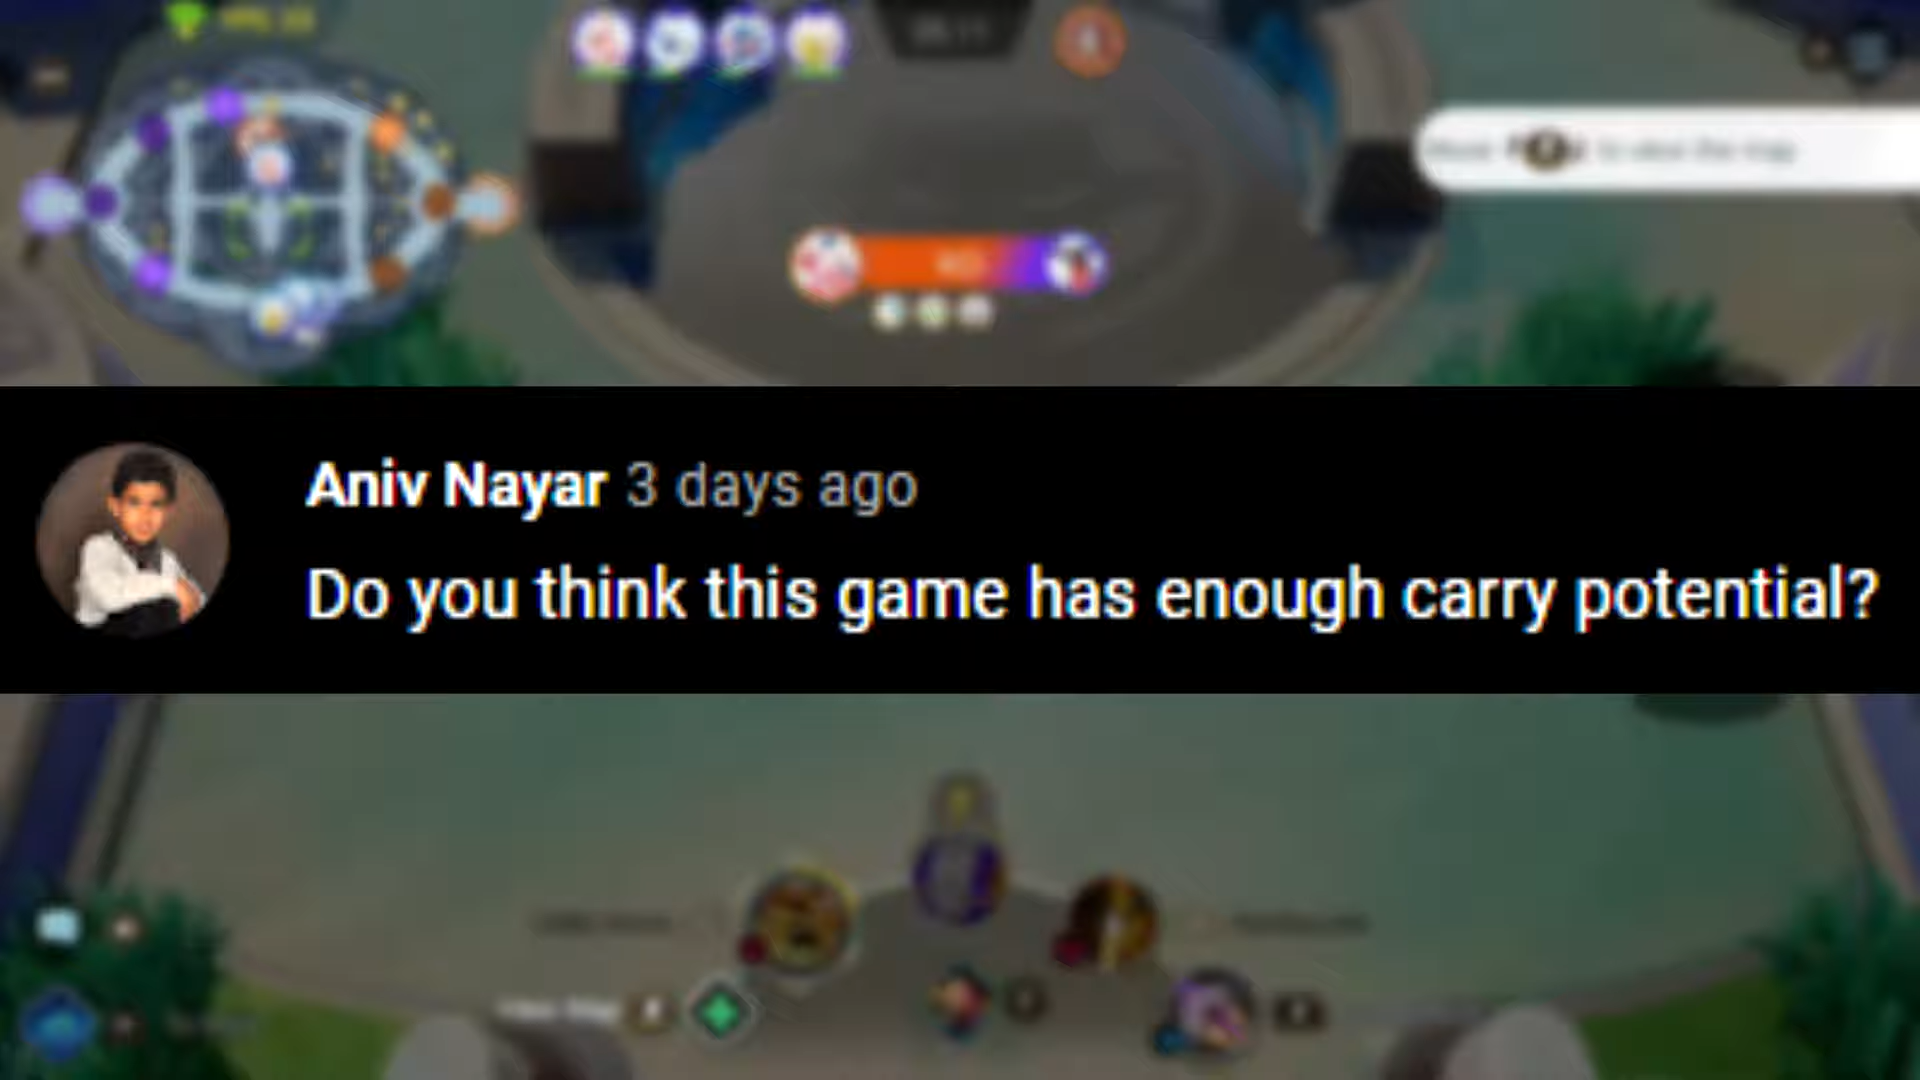 Aniv Nayar 3 days ago
Do you think this game has enough carry potential?